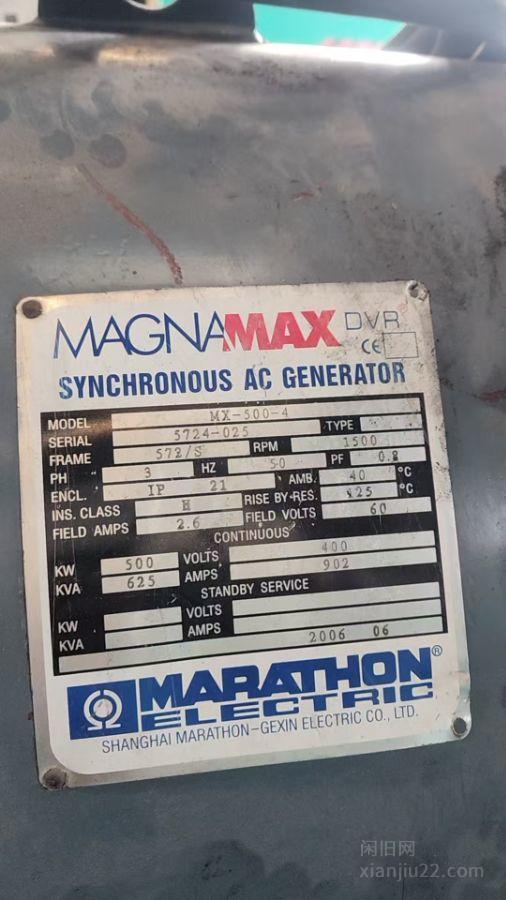 MAGNAMAX DVR
CE
SYNCHRONOUS AC GENERATOR
MODEL MX-500-4
SERIAL 5724-025 TYPE
FRAME 572/S RPM 1500
PH 3 HZ 50 PF 0.8
ENCL. IP 21 AMB. 40 °C
INS. CLASS H RISE BY RES. 125 °C
FIELD AMPS 2.6 FIELD VOLTS 60
CONTINUOUS
KW 500 VOLTS 400
KVA 625 AMPS 902
STANDBY SERVICE
KW VOLTS
KVA AMPS
2006 06
MARATHON®
ELECTRIC
SHANGHAI MARATHON-GEXIN ELECTRIC CO., LTD.
闲旧网
xianjiu22.com